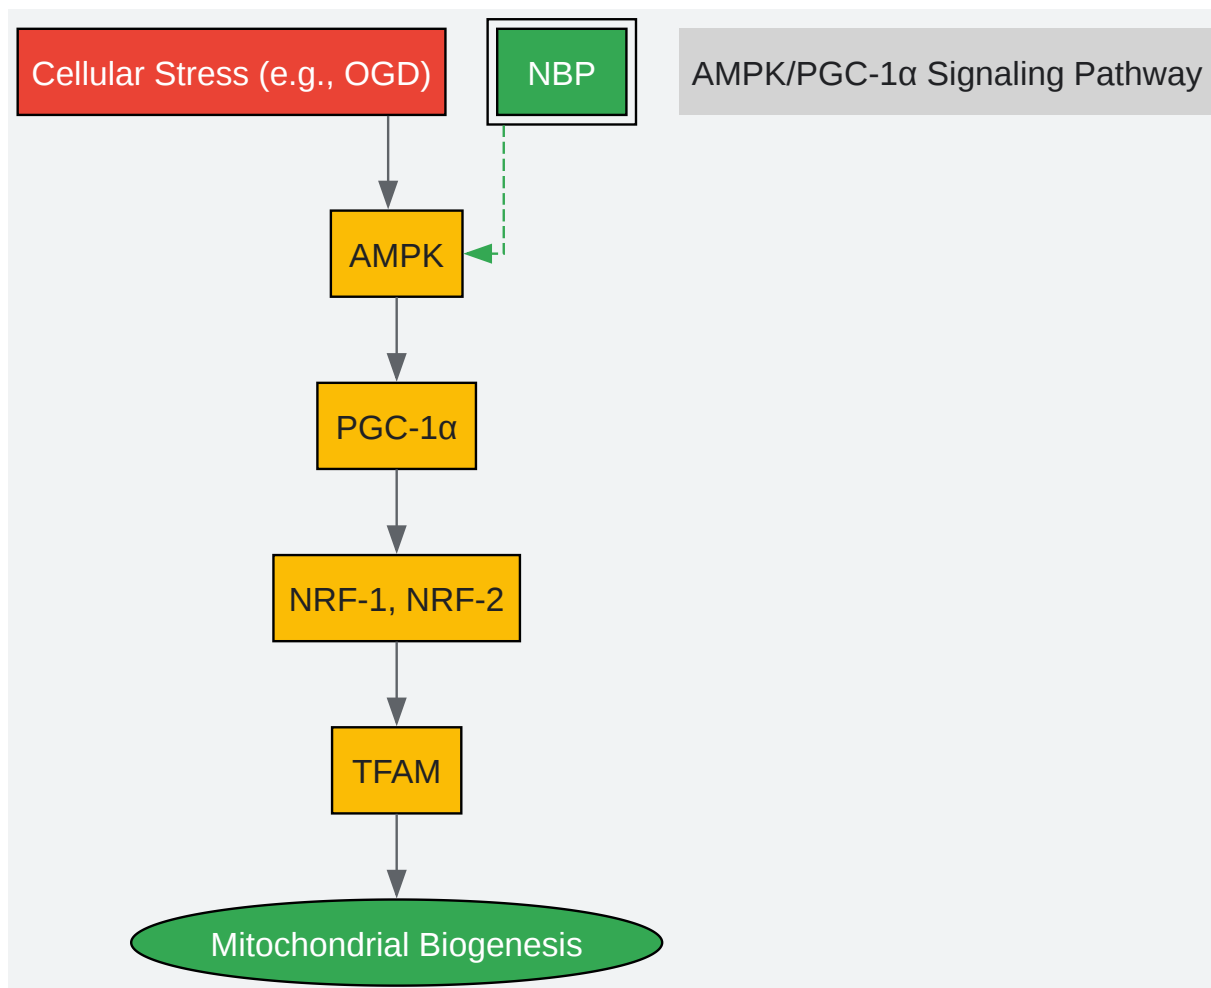 Cellular Stress (e.g., OGD)
NBP
AMPK/PGC-1α Signaling Pathway
AMPK
PGC-1α
NRF-1, NRF-2
TFAM
Mitochondrial Biogenesis